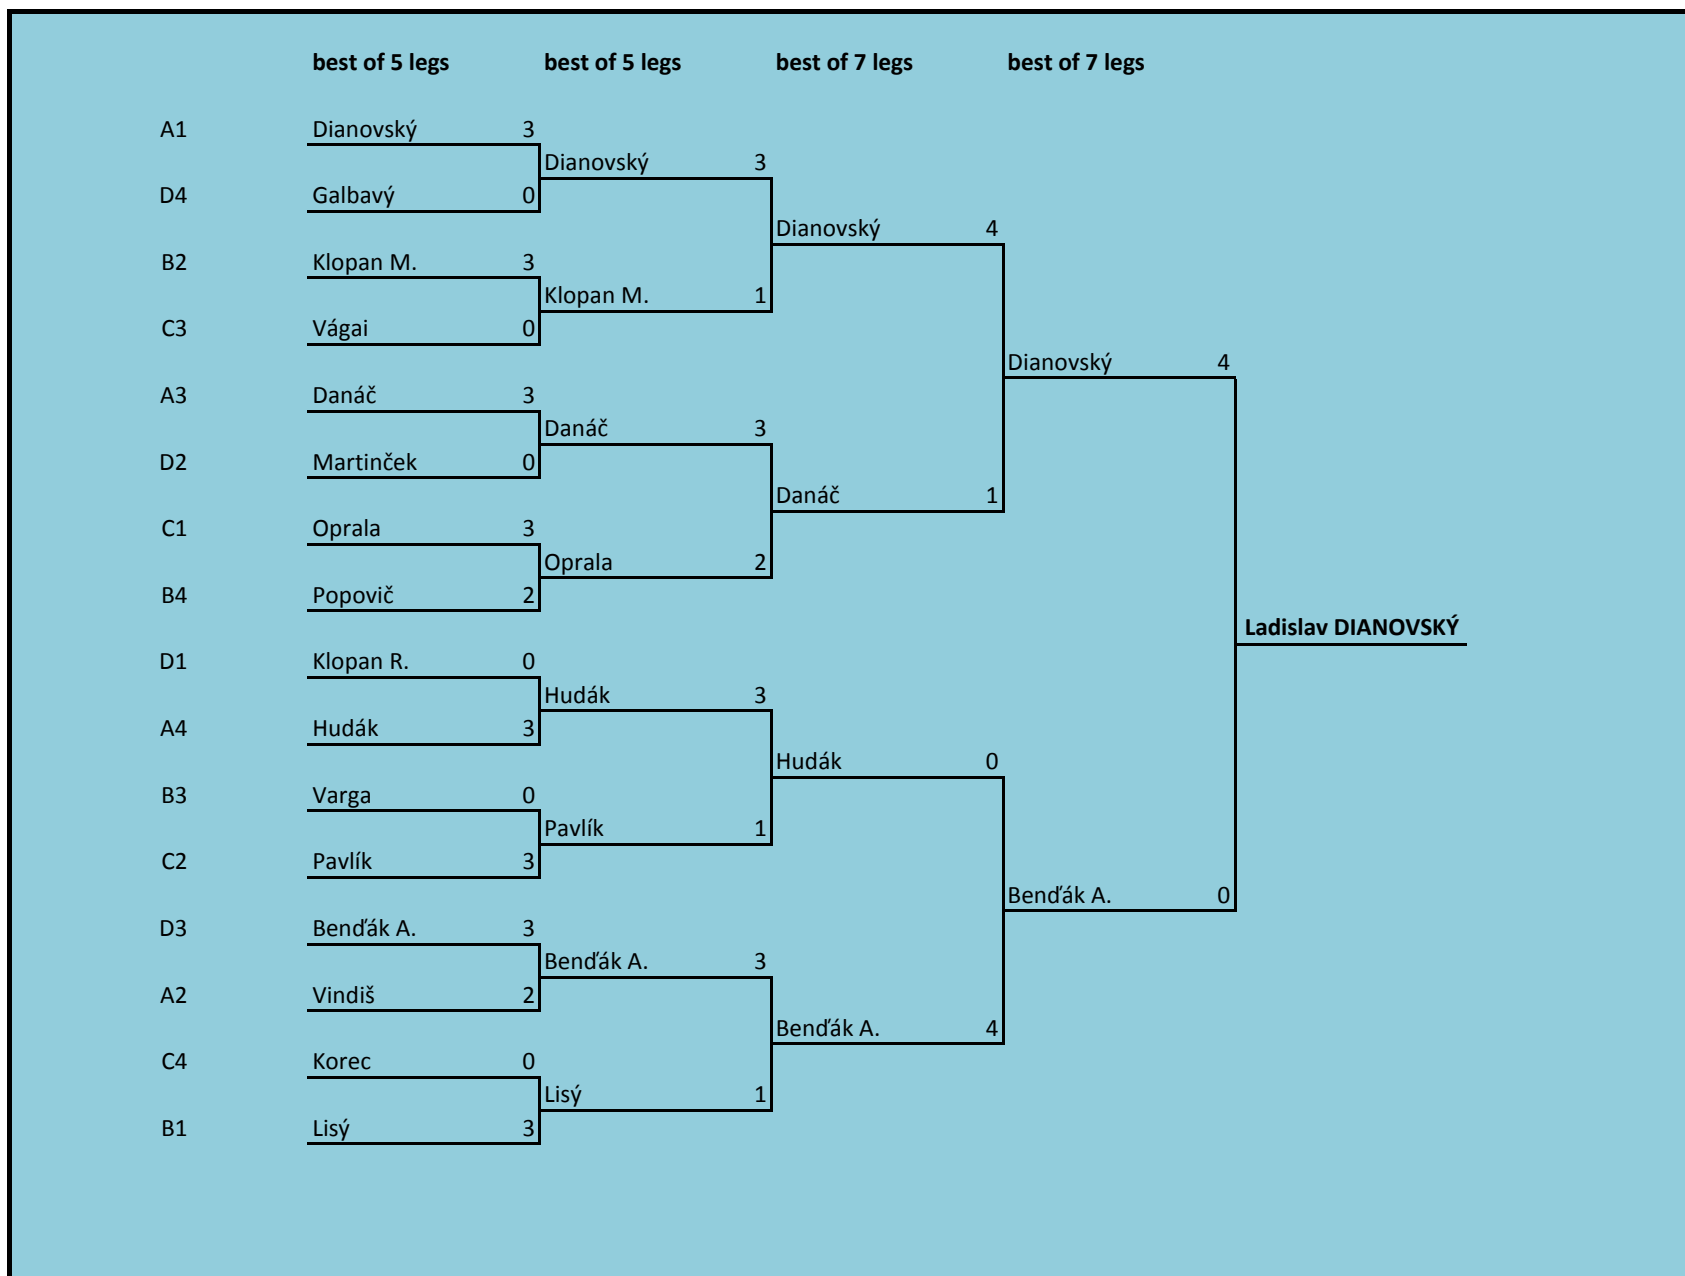 best of 5 legs best of 5 legs best of 7 legs best of 7 legs
A1 Dianovský 3
Dianovský 3
D4 Galbavý 0
Dianovský 4
B2 Klopan M. 3
Klopan M. 1
C3 Vágai 0
Dianovský 4
A3 Danáč 3
Danáč 3
D2 Martinček 0
Danáč 1
C1 Oprala 3
Oprala 2
B4 Popovič 2
Ladislav DIANOVSKÝ
D1 Klopan R. 0
Hudák 3
A4 Hudák 3
Hudák 0
B3 Varga 0
Pavlík 1
C2 Pavlík 3
Benďák A. 0
D3 Benďák A. 3
Benďák A. 3
A2 Vindiš 2
Benďák A. 4
C4 Korec 0
Lisý 1
B1 Lisý 3